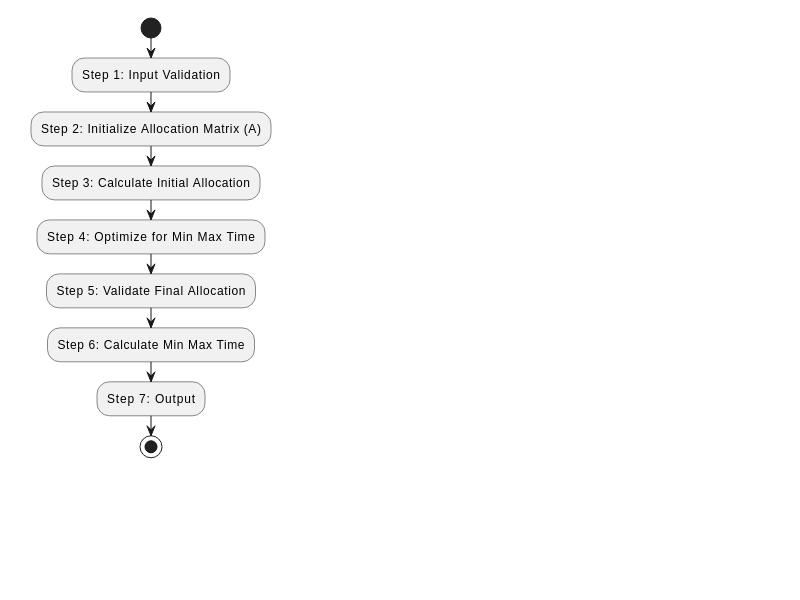 Step 1: Input Validation
Step 2: Initialize Allocation Matrix (A)
Step 3: Calculate Initial Allocation
Step 4: Optimize for Min Max Time
Step 5: Validate Final Allocation
Step 6: Calculate Min Max Time
Step 7: Output